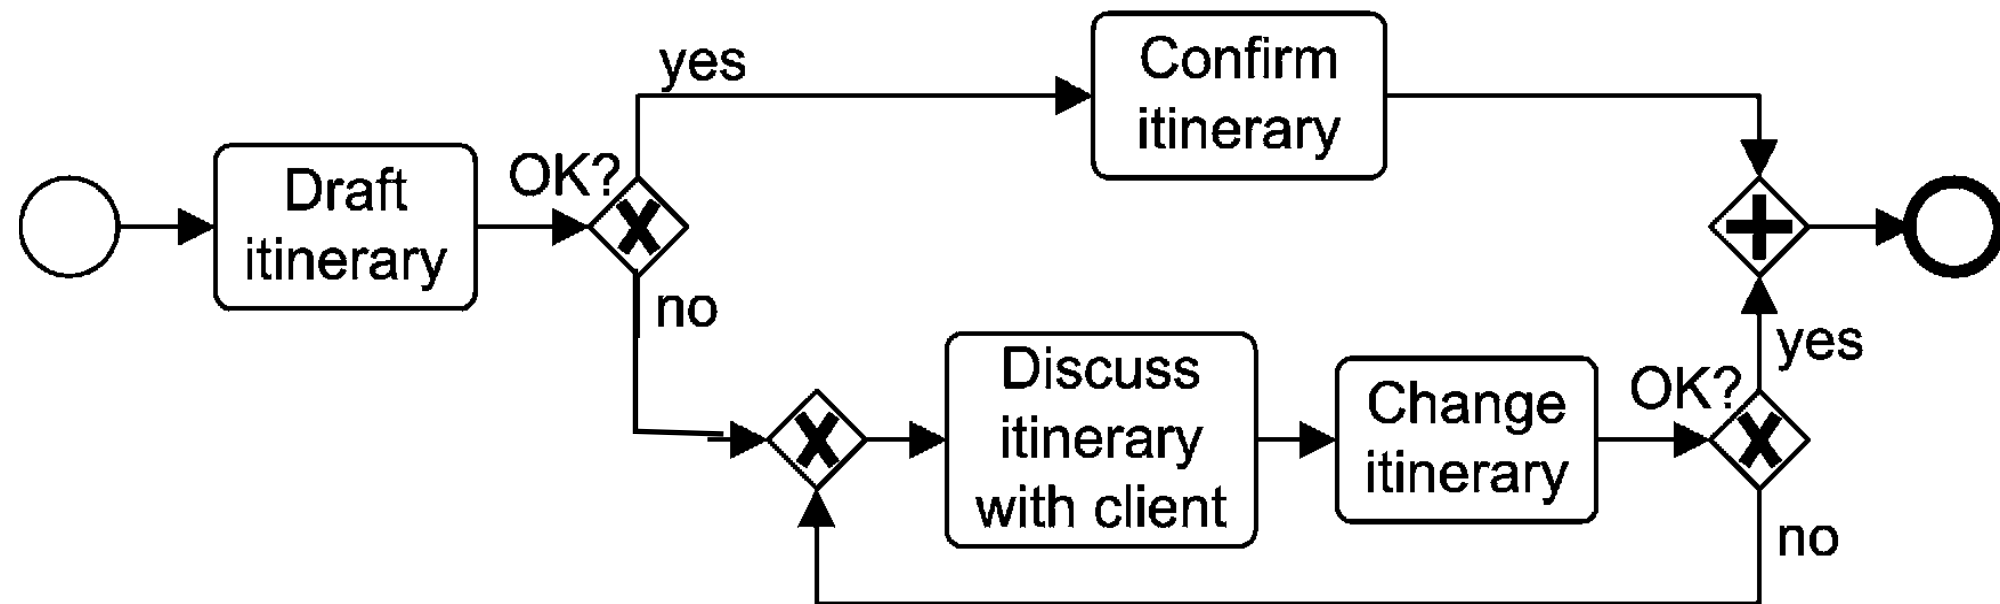 yes
Confirm
itinerary
Draft
itinerary
OK?
no
Discuss
itinerary
with client
Change
itinerary
OK?
yes
no